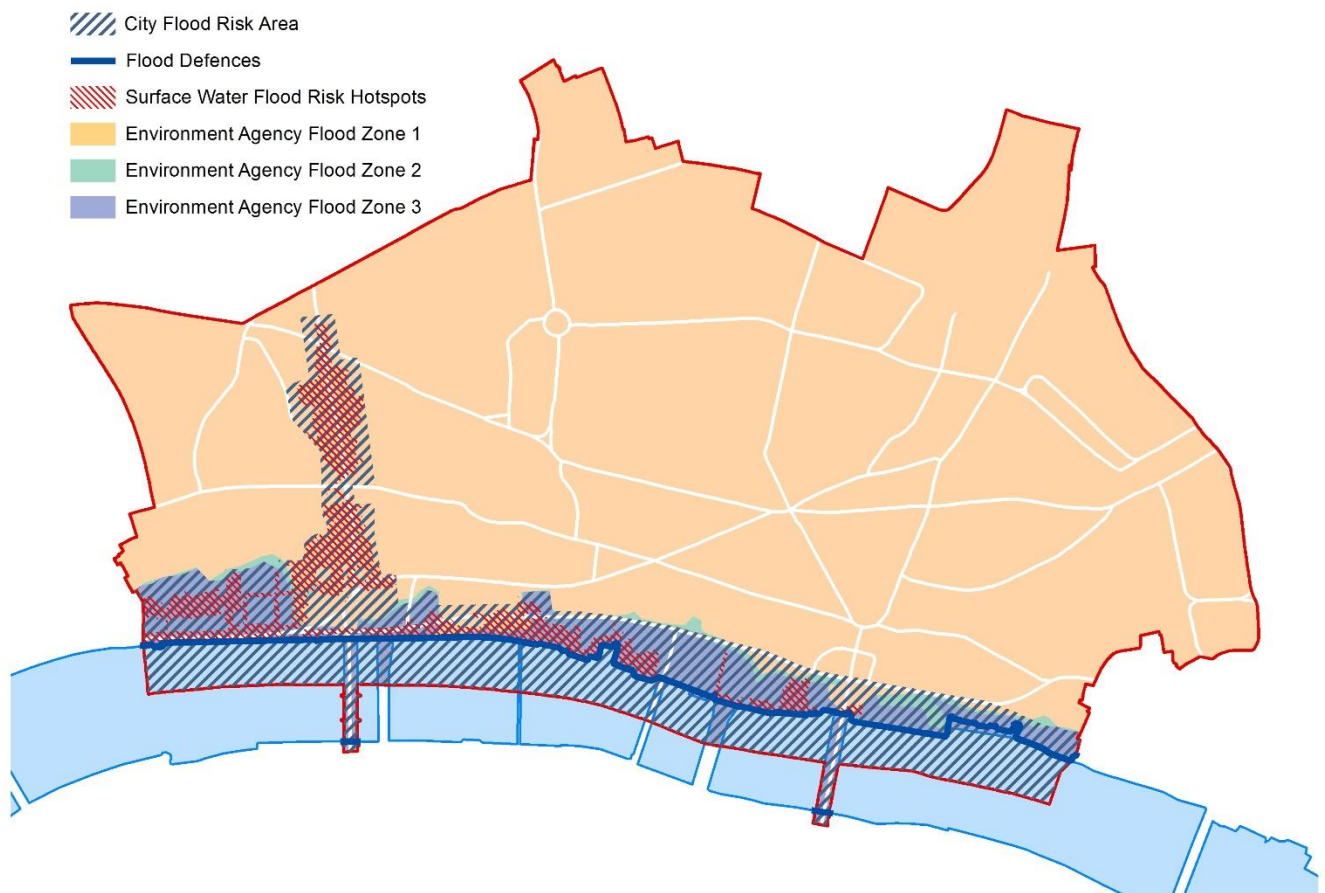 City Flood Risk Area
Flood Defences
Surface Water Flood Risk Hotspots
Environment Agency Flood Zone 1
Environment Agency Flood Zone 2
Environment Agency Flood Zone 3